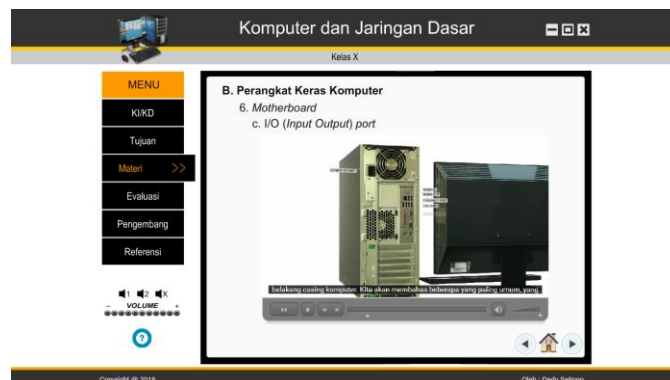 Komputer dan Jaringan Dasar
Kelas X
MENU
KI/KD
Tujuan
Materi >>
Evaluasi
Pengembang
Referensi
1 2 X
- VOLUME +
?
B. Perangkat Keras Komputer
6. Motherboard
c. I/O (Input Output) port
belakang casing komputer. Kita akan membahas beberapa yang paling umum, yang
Copyright @ 2018
Oleh : Dedy Setiono